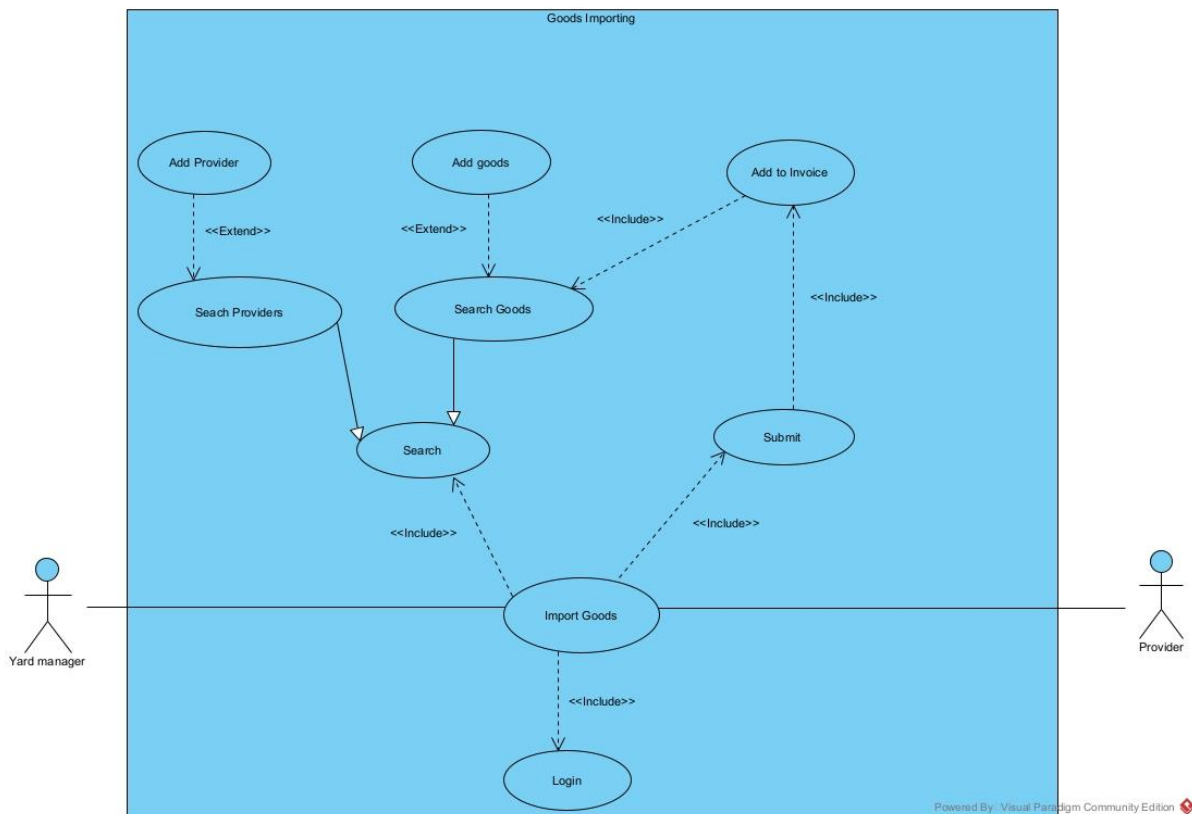 Goods Importing
Add Provider
Add goods
Add to Invoice
<<Extend>>
<<Extend>>
<<Include>>
<<Include>>
Seach Providers
Search Goods
Search
Submit
<<Include>>
<<Include>>
Import Goods
Yard manager
Provider
<<Include>>
Login
Powered By: Visual Paradigm Community Edition